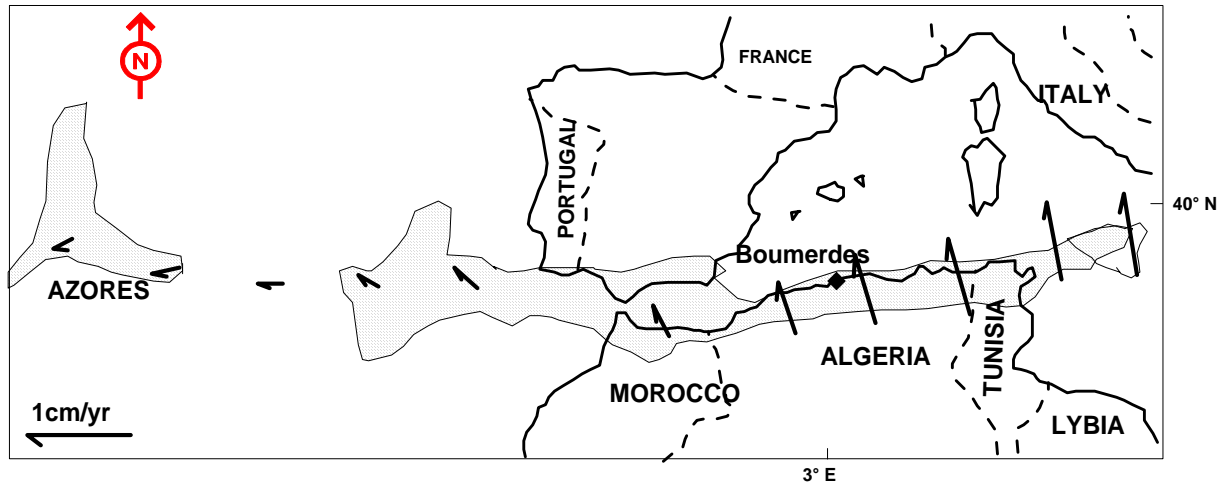 N
FRANCE
ITALY
PORTUGAL
40° N
Boumerdes
AZORES
ALGERIA
TUNISIA
MOROCCO
1cm/yr
LYBIA
3° E